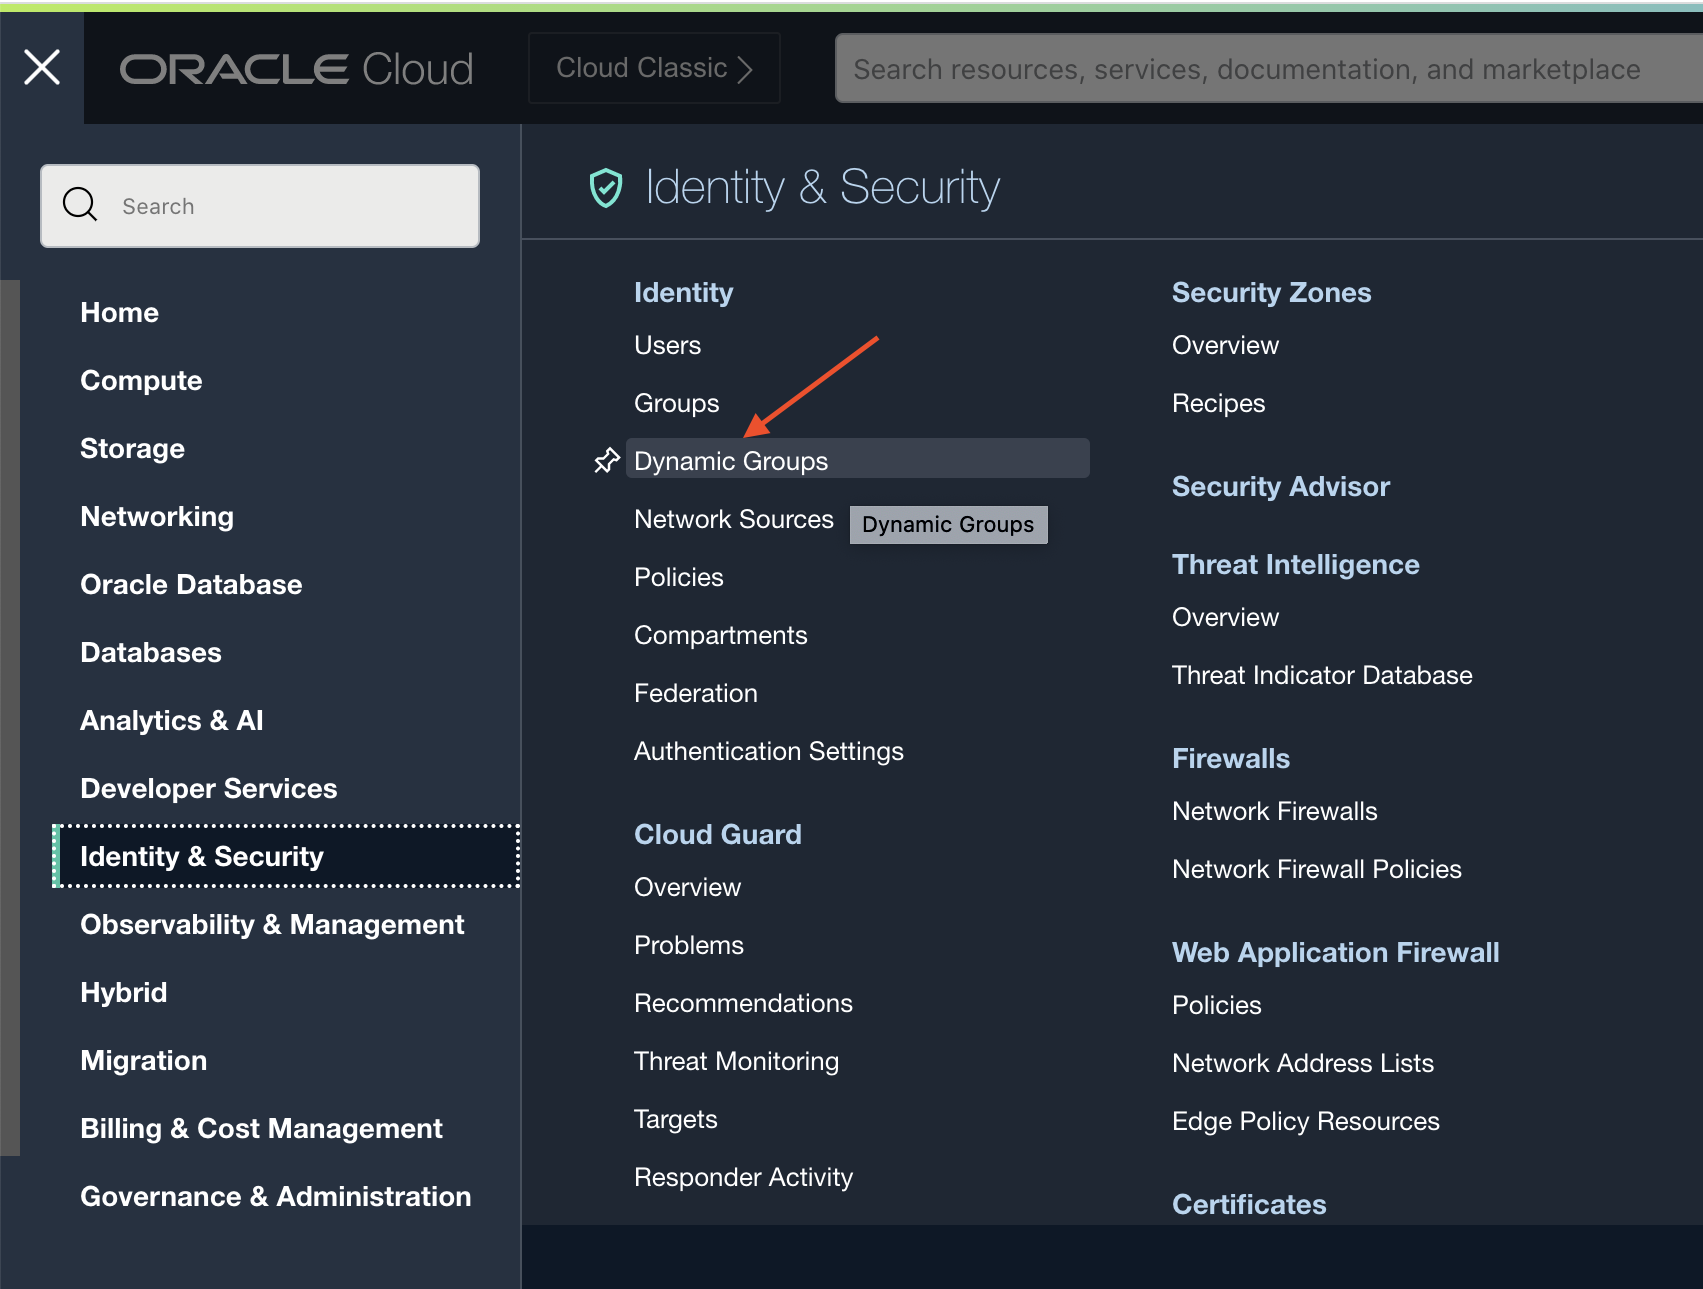 ORACLE Cloud
Cloud Classic
Search resources, services, documentation, and marketplace
Search
Home
Compute
Storage
Networking
Oracle Database
Databases
Analytics & AI
Developer Services
Identity & Security
Observability & Management
Hybrid
Migration
Billing & Cost Management
Governance & Administration
Identity & Security
Identity
Users
Groups
Dynamic Groups
Network Sources
Dynamic Groups
Policies
Compartments
Federation
Authentication Settings
Cloud Guard
Overview
Problems
Recommendations
Threat Monitoring
Targets
Responder Activity
Security Zones
Overview
Recipes
Security Advisor
Threat Intelligence
Overview
Threat Indicator Database
Firewalls
Network Firewalls
Network Firewall Policies
Web Application Firewall
Policies
Network Address Lists
Edge Policy Resources
Certificates